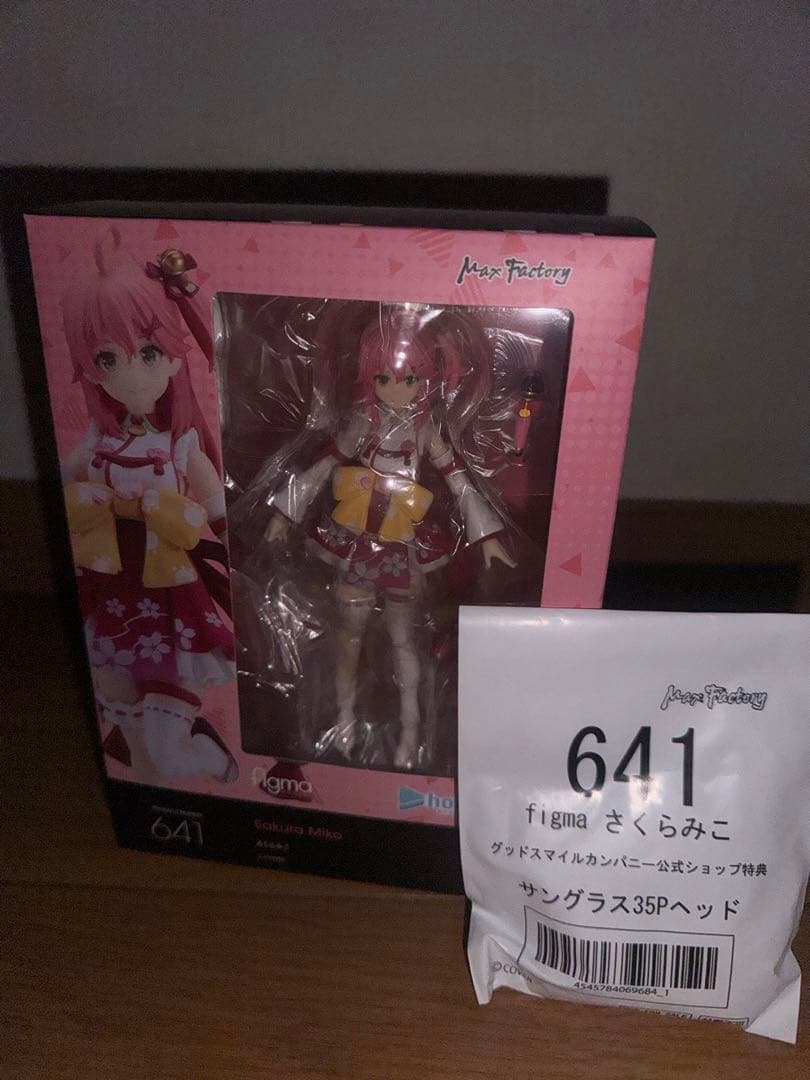 Max Factory
figma
ho
641
Sakura Miko
Max Factory
641
figma さくらみこ
グッドスマイルカンパニー公式ショップ特典
サングラス35Pヘッド
4545784069684_1